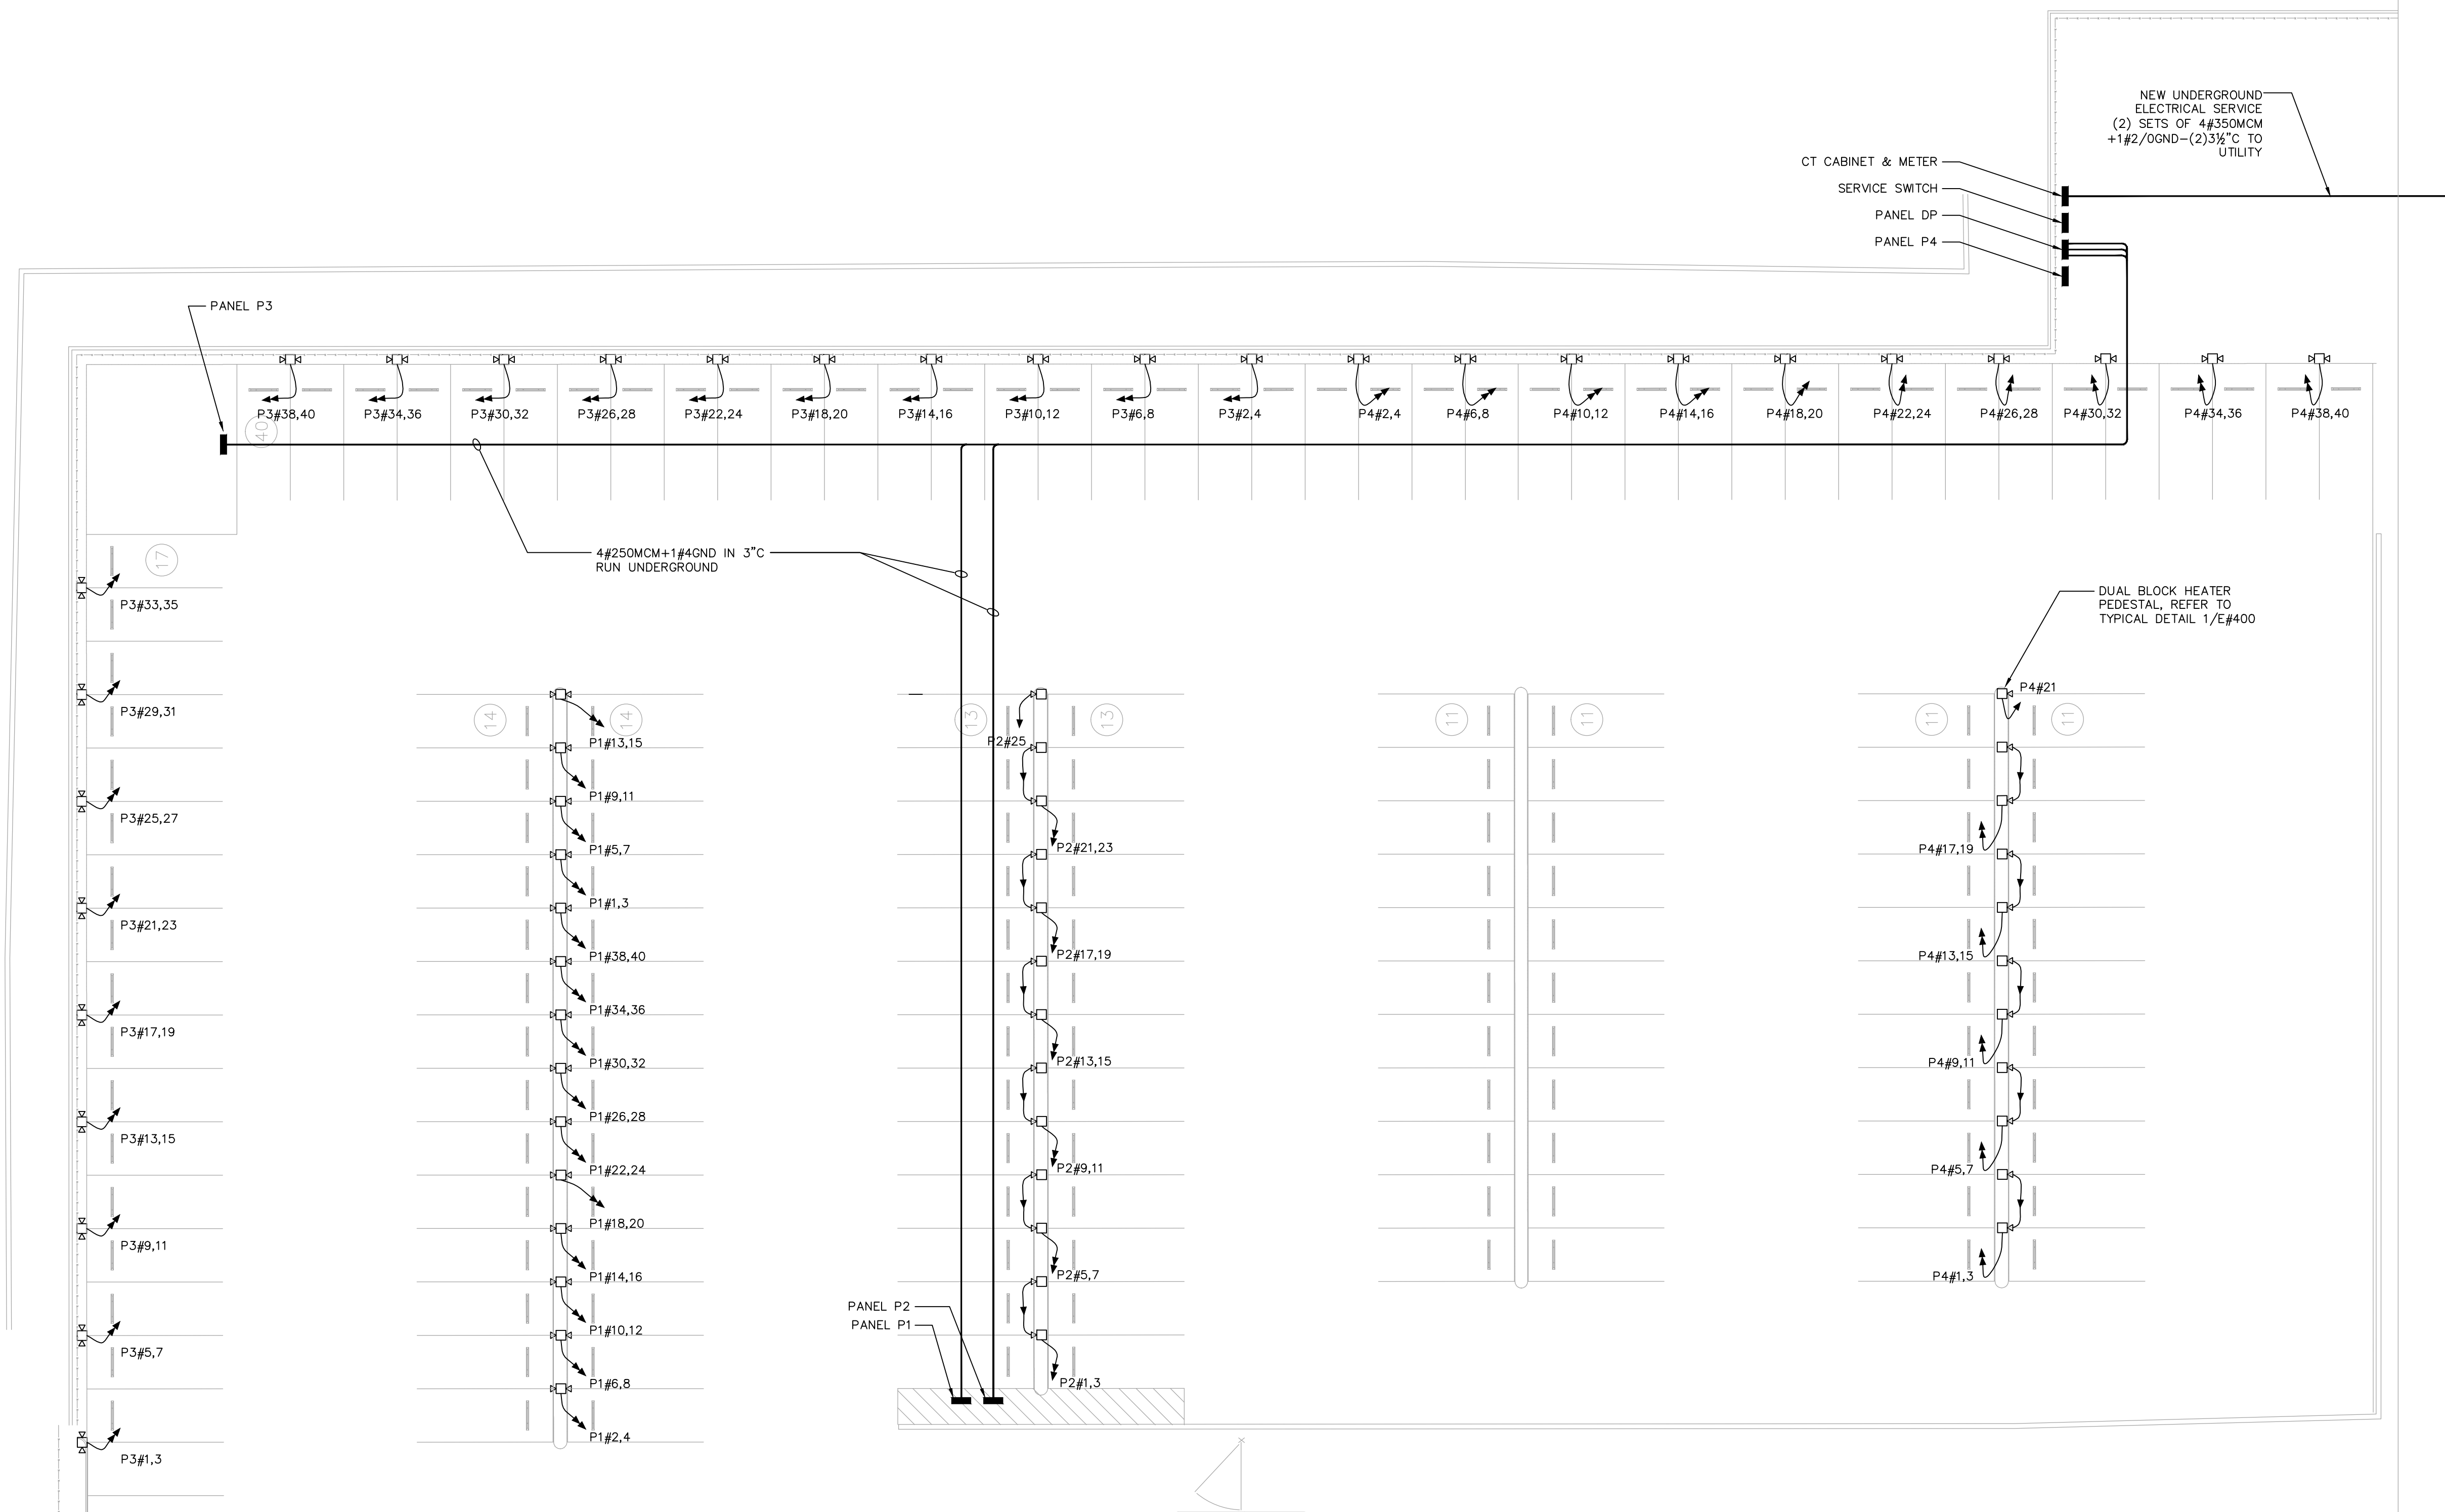 NEW UNDERGROUND
ELECTRICAL SERVICE
(2) SETS OF 4#350MCM
+1#2/0GND-(2)3½"C TO
UTILITY
CT CABINET & METER
SERVICE SWITCH
PANEL DP
PANEL P4
PANEL P3
P3#38,40
P3#34,36
P3#30,32
P3#26,28
P3#22,24
P3#18,20
P3#14,16
P3#10,12
P3#6,8
P3#2,4
P4#2,4
P4#6,8
P4#10,12
P4#14,16
P4#18,20
P4#22,24
P4#26,28
P4#30,32
P4#34,36
P4#38,40
40
17
4#250MCM+1#4GND IN 3"C
RUN UNDERGROUND
DUAL BLOCK HEATER
PEDESTAL, REFER TO
TYPICAL DETAIL 1/E#400
P3#33,35
P3#29,31
P3#25,27
P3#21,23
P3#17,19
P3#13,15
P3#9,11
P3#5,7
P3#1,3
14
14
P1#13,15
P1#9,11
P1#5,7
P1#1,3
P1#38,40
P1#34,36
P1#30,32
P1#26,28
P1#22,24
P1#18,20
P1#14,16
P1#10,12
P1#6,8
P1#2,4
13
13
P2#25
P2#21,23
P2#17,19
P2#13,15
P2#9,11
P2#5,7
P2#1,3
PANEL P2
PANEL P1
11
11
11
11
P4#21
P4#17,19
P4#13,15
P4#9,11
P4#5,7
P4#1,3